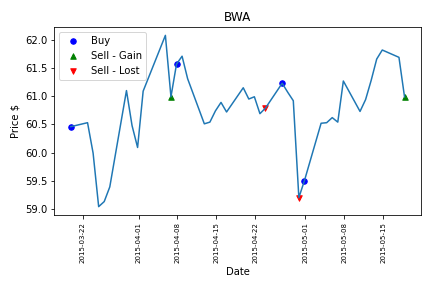 BWA
Buy
Sell - Gain
Sell - Lost
Price $
62.0
61.5
61.0
60.5
60.0
59.5
59.0
2015-03-22
2015-04-01
2015-04-08
2015-04-15
2015-04-22
2015-05-01
2015-05-08
2015-05-15
Date